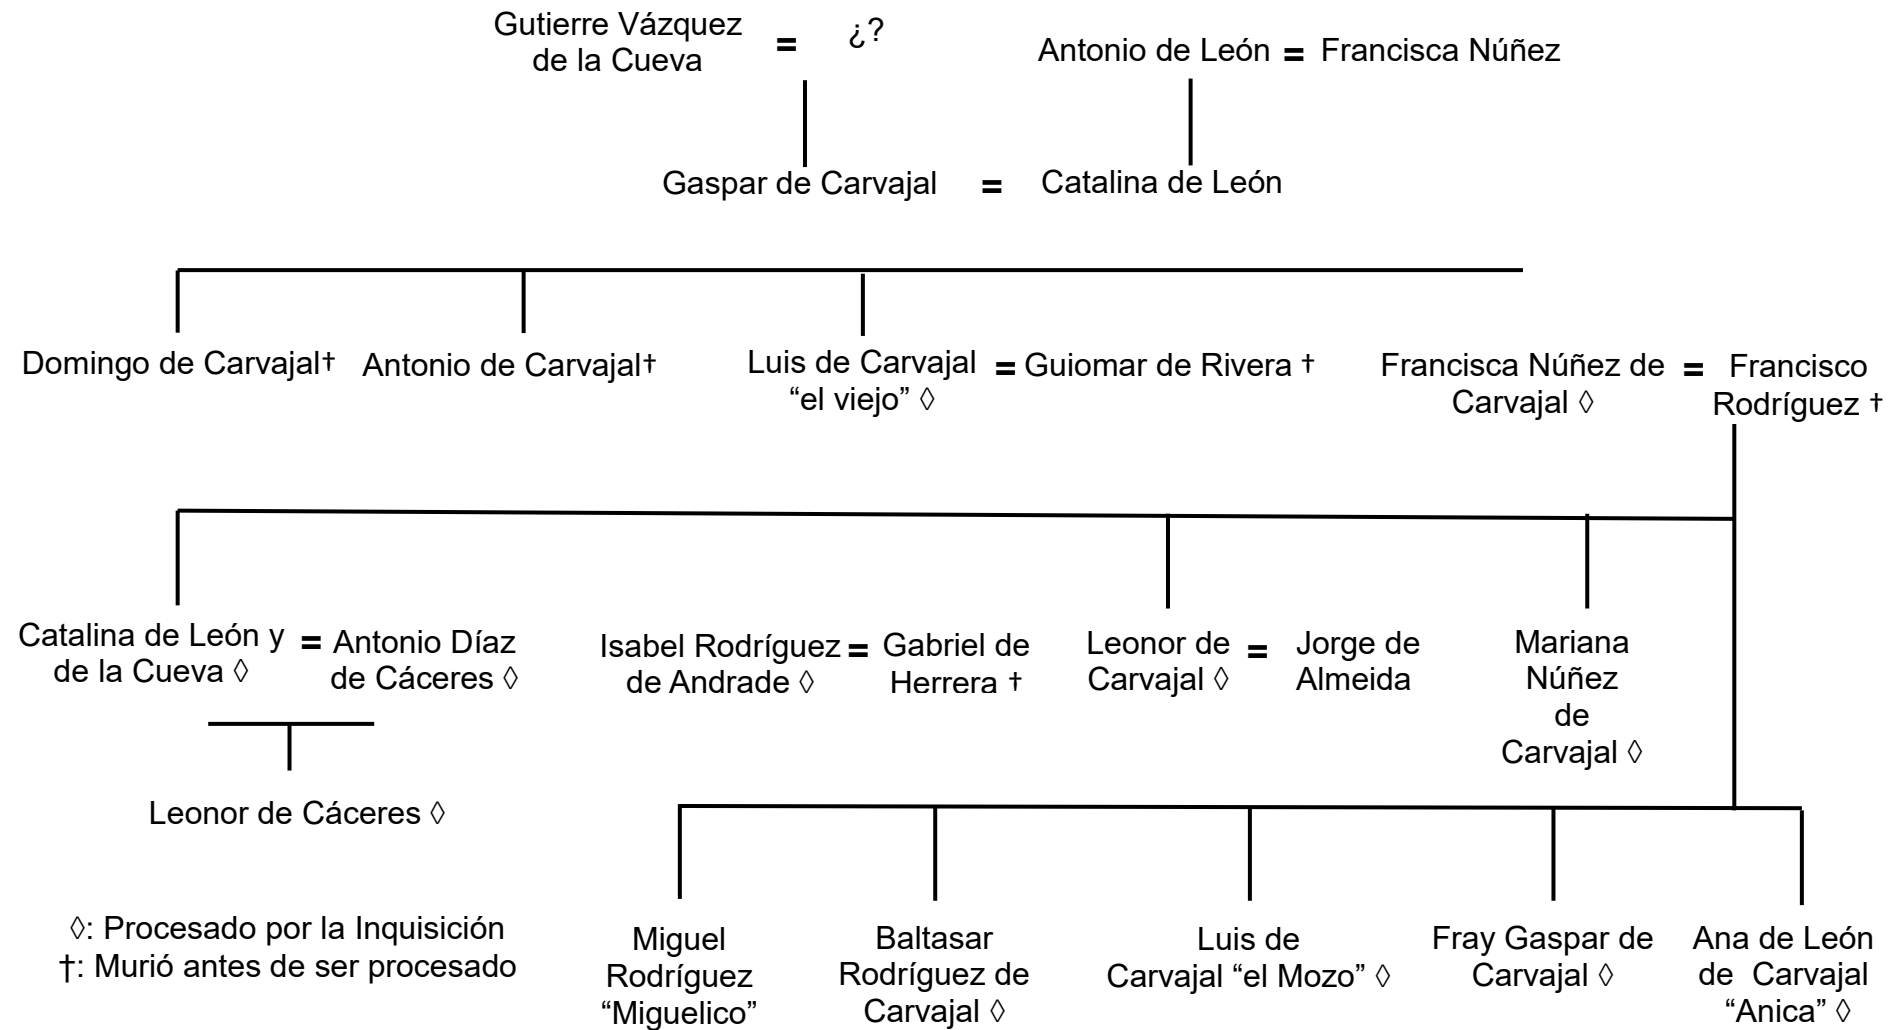 Gutierre Vázquez
de la Cueva
=
¿?
Antonio de León = Francisca Núñez
Gaspar de Carvajal = Catalina de León
Domingo de Carvajal†
Antonio de Carvajal†
Luis de Carvajal
“el viejo” ◊
= Guiomar de Rivera †
Francisca Núñez de
Carvajal ◊
=
Francisco
Rodríguez †
Catalina de León y
de la Cueva ◊
=
Antonio Díaz
de Cáceres ◊
Isabel Rodríguez
de Andrade ◊
=
Gabriel de
Herrera †
Leonor de
Carvajal ◊
=
Jorge de
Almeida
Mariana
Núñez
de
Carvajal ◊
Leonor de Cáceres ◊
Miguel
Rodríguez
“Miguelico”
Baltasar
Rodríguez de
Carvajal ◊
Luis de
Carvajal “el Mozo” ◊
Fray Gaspar de
Carvajal ◊
Ana de León
de Carvajal
“Anica” ◊
◊: Procesado por la Inquisición
†: Murió antes de ser procesado